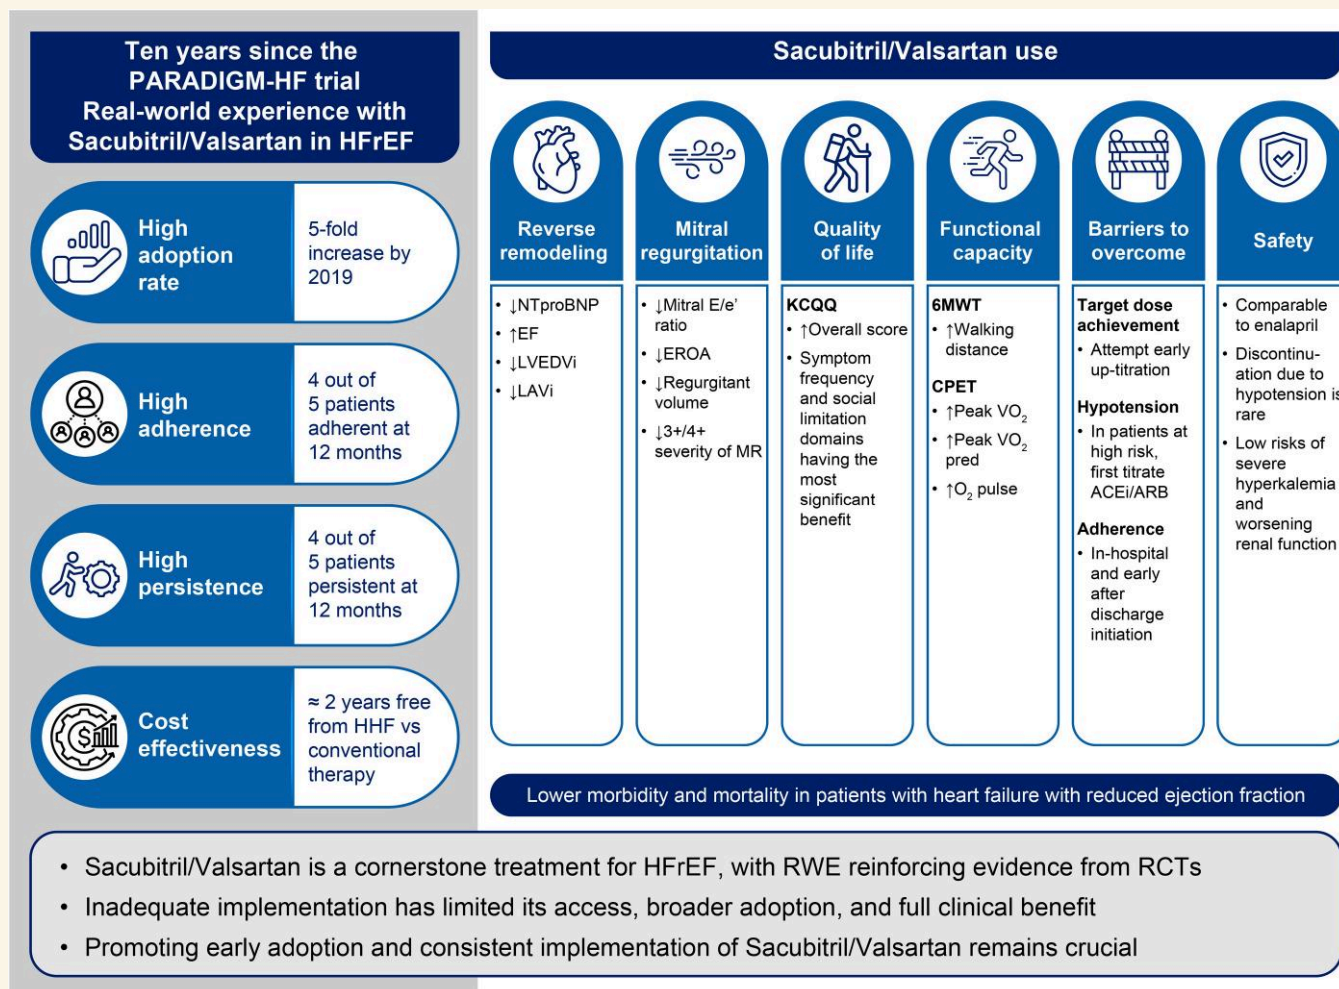 Ten years since the
PARADIGM-HF trial
Real-world experience with
Sacubitril/Valsartan in HFrEF
High
adoption
rate
5-fold
increase by
2019
High
adherence
4 out of
5 patients
adherent at
12 months
High
persistence
4 out of
5 patients
persistent at
12 months
Cost
effectiveness
≈ 2 years free
from HHF vs
conventional
therapy
Sacubitril/Valsartan use
Reverse
remodeling
• ↓NTproBNP
• ↑EF
• ↓LVEDVi
• ↓LAVi
Mitral
regurgitation
• ↓Mitral E/e’
ratio
• ↓EROA
• ↓Regurgitant
volume
• ↓3+/4+
severity of MR
Quality
of life
KCQQ
• ↑Overall score
• Symptom
frequency
and social
limitation
domains
having the
most
significant
benefit
Functional
capacity
6MWT
• ↑Walking
distance
CPET
• ↑Peak VO₂
• ↑Peak VO₂
pred
• ↑O₂ pulse
Barriers to
overcome
Target dose
achievement
• Attempt early
up-titration
Hypotension
• In patients at
high risk,
first titrate
ACEi/ARB
Adherence
• In-hospital
and early
after
discharge
initiation
Safety
• Comparable
to enalapril
• Discontinu-
ation due to
hypotension is
rare
• Low risks of
severe
hyperkalemia
and
worsening
renal function
Lower morbidity and mortality in patients with heart failure with reduced ejection fraction
• Sacubitril/Valsartan is a cornerstone treatment for HFrEF, with RWE reinforcing evidence from RCTs
• Inadequate implementation has limited its access, broader adoption, and full clinical benefit
• Promoting early adoption and consistent implementation of Sacubitril/Valsartan remains crucial